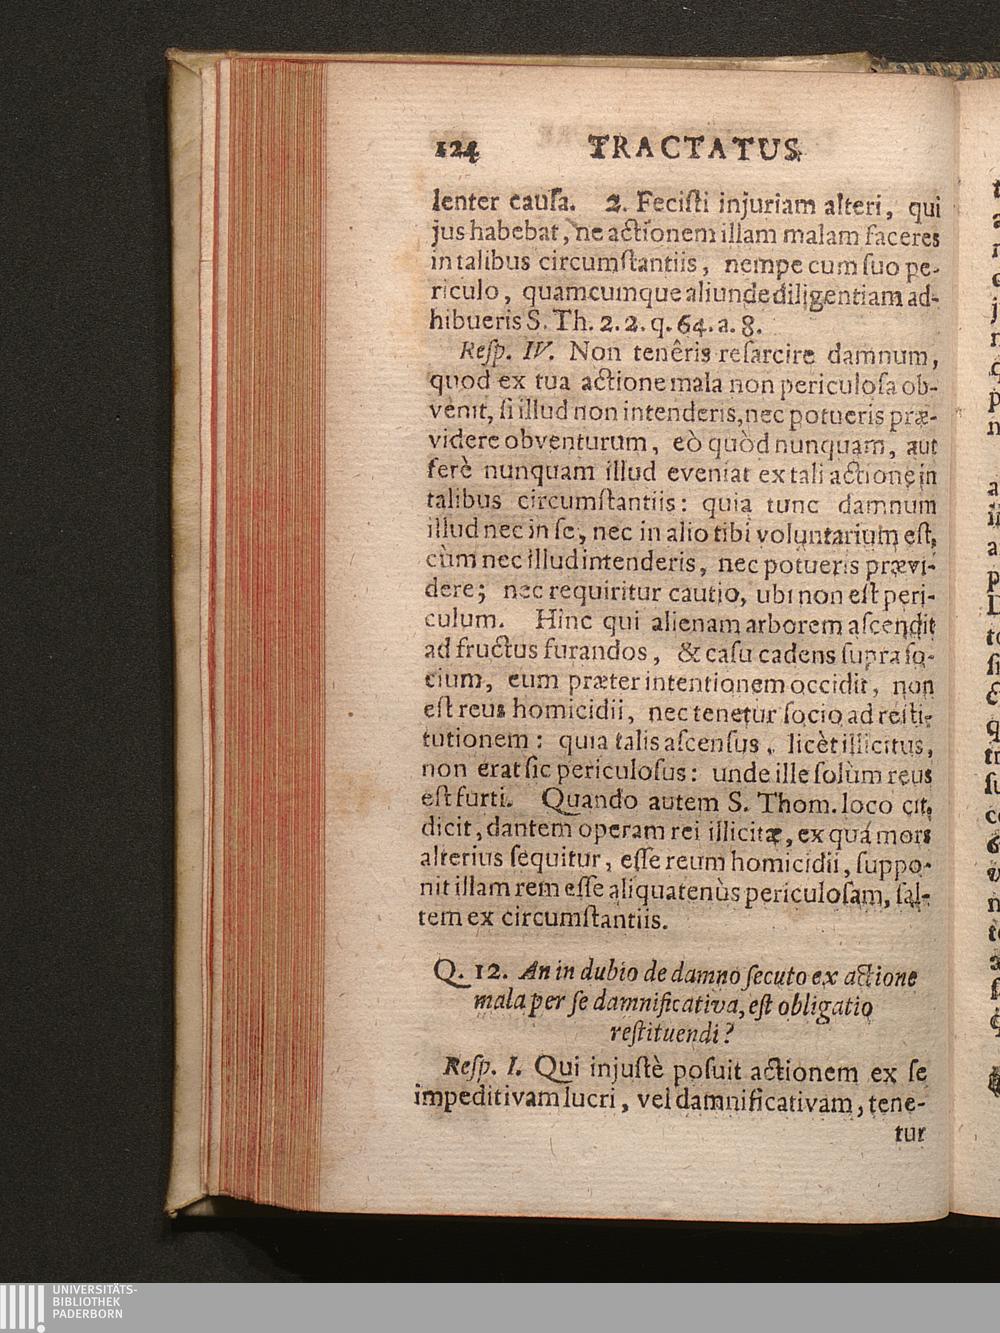 124 TRACTATUS
lenter cauſa. 2. Feciſti injuriam alteri, qui
jus habebat, ne actionem illam malam faceres
in talibus circumſtantiis, nempe cum ſuo pe-
riculo, quamcumque aliunde diligentiam ad-
hibueris S. Th. 2. 2. q. 64. a. 8.
Reſp. IV. Non tenêris reſarcire damnum,
quod ex tua actione mala non periculoſa ob-
venit, ſi illud non intenderis, nec potueris præ-
videre obventurum, eò quòd nunquam, aut
ferè nunquam illud eveniat ex tali actione in
talibus circumſtantiis: quia tunc damnum
illud nec in ſe, nec in alio tibi voluntarium eſt,
cùm nec illud intenderis, nec potueris prævi-
dere; nec requiritur cautio, ubi non eſt peri-
culum. Hinc qui alienam arborem aſcendit
ad fructus furandos, & caſu cadens ſupra ſo-
cium, eum præter intentionem occidit, non
eſt reus homicidii, nec tenetur ſocio ad reſti-
tutionem: quia talis aſcenſus, licèt illicitus,
non erat ſic periculoſus: unde ille ſolùm reus
eſt furti. Quando autem S. Thom. loco cit.
dicit, dantem operam rei illicitæ, ex quá mors
alterius ſequitur, eſſe reum homicidii, ſuppo-
nit illam rem eſſe aliquatenùs periculoſam, ſal-
tem ex circumſtantiis.
Q. 12. An in dubio de damno ſecuto ex actione
mala per ſe damnificativa, eſt obligatio
reſtituendi?
Reſp. I. Qui injuſtè poſuit actionem ex ſe
impeditivam lucri, vel damnificativam, tene-
tur
UNIVERSITÄTS-
BIBLIOTHEK
PADERBORN